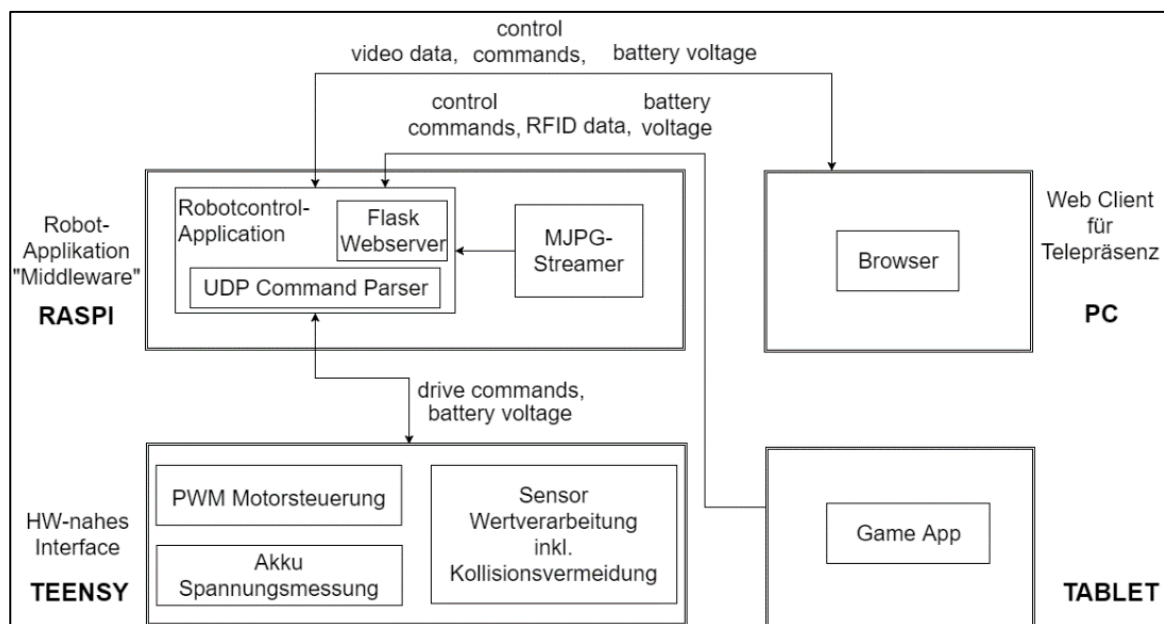 control
video data, commands, battery voltage
control
commands, RFID data,
battery
voltage
Robot-
Applikation
"Middleware"
RASPI
Robotcontrol-
Application
Flask
Webserver
UDP Command Parser
MJPG-
Streamer
Browser
Web Client
für
Telepräsenz
PC
drive commands,
battery voltage
HW-nahes
Interface
TEENSY
PWM Motorsteuerung
Akku
Spannungsmessung
Sensor
Wertverarbeitung
inkl.
Kollisionsvermeidung
Game App
TABLET